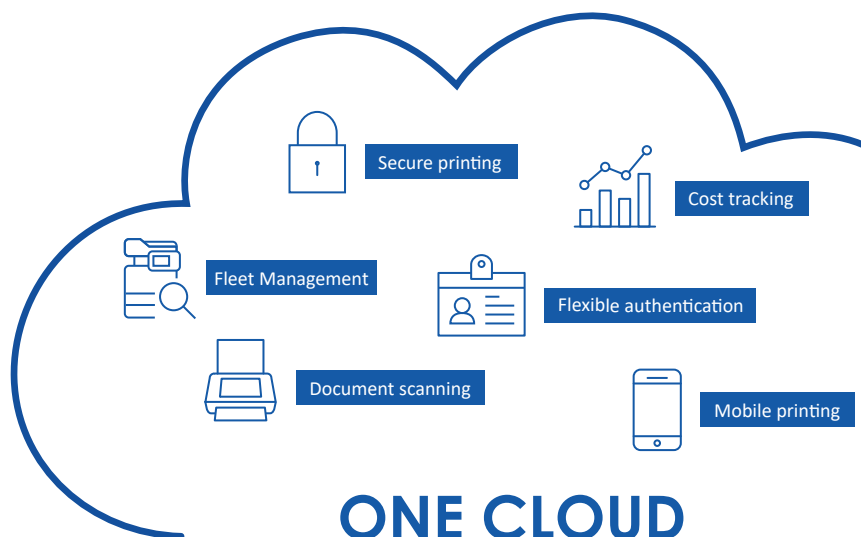 Secure printing
Cost tracking
Fleet Management
Flexible authentication
Document scanning
Mobile printing
ONE CLOUD